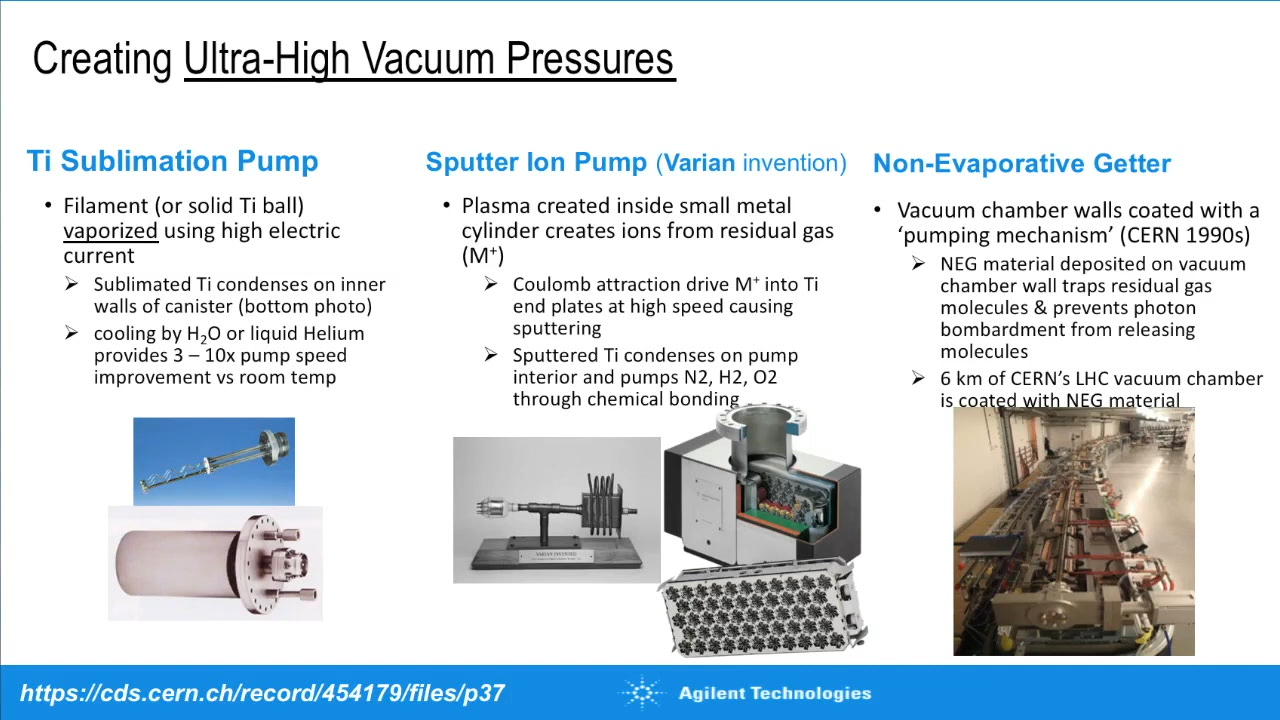 Creating Ultra-High Vacuum Pressures
Ti Sublimation Pump
• Filament (or solid Ti ball)
vaporized using high electric
current
➢ Sublimated Ti condenses on inner
walls of canister (bottom photo)
➢ cooling by H₂O or liquid Helium
provides 3 – 10x pump speed
improvement vs room temp
Sputter Ion Pump (Varian invention)
• Plasma created inside small metal
cylinder creates ions from residual gas
(M⁺)
➢ Coulomb attraction drive M⁺ into Ti
end plates at high speed causing
sputtering
➢ Sputtered Ti condenses on pump
interior and pumps N2, H2, O2
through chemical bonding
Non-Evaporative Getter
• Vacuum chamber walls coated with a
‘pumping mechanism’ (CERN 1990s)
➢ NEG material deposited on vacuum
chamber wall traps residual gas
molecules & prevents photon
bombardment from releasing
molecules
➢ 6 km of CERN’s LHC vacuum chamber
is coated with NEG material
https://cds.cern.ch/record/454179/files/p37
Agilent Technologies